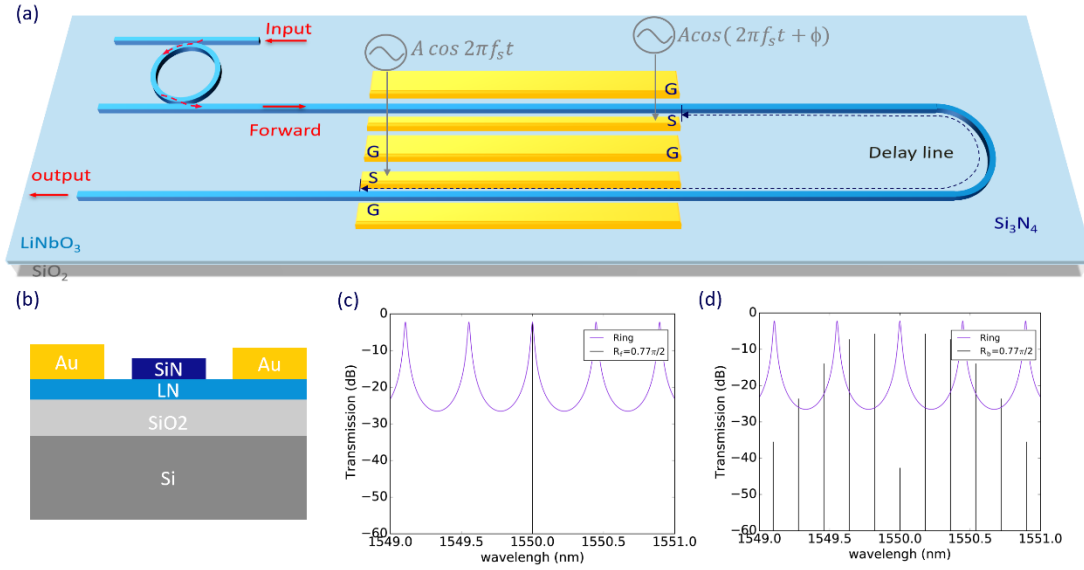 (a)
Input
A cos 2πfₛt
Acos( 2πfₛt + ϕ)
G
Forward
S
G
G
Delay line
output
S
G
LiNbO₃
SiO₂
Si₃N₄
(b)
Au
SiN
Au
LN
SiO2
Si
(c)
Transmission (dB)
0
−10
−20
−30
−40
−50
−60
Ring
R_f=0.77π/2
1549.0
1549.5
1550.0
1550.5
1551.0
wavelengh (nm)
(d)
Transmission (dB)
0
−10
−20
−30
−40
−50
−60
Ring
R_b=0.77π/2
1549.0
1549.5
1550.0
1550.5
1551.0
wavelengh (nm)